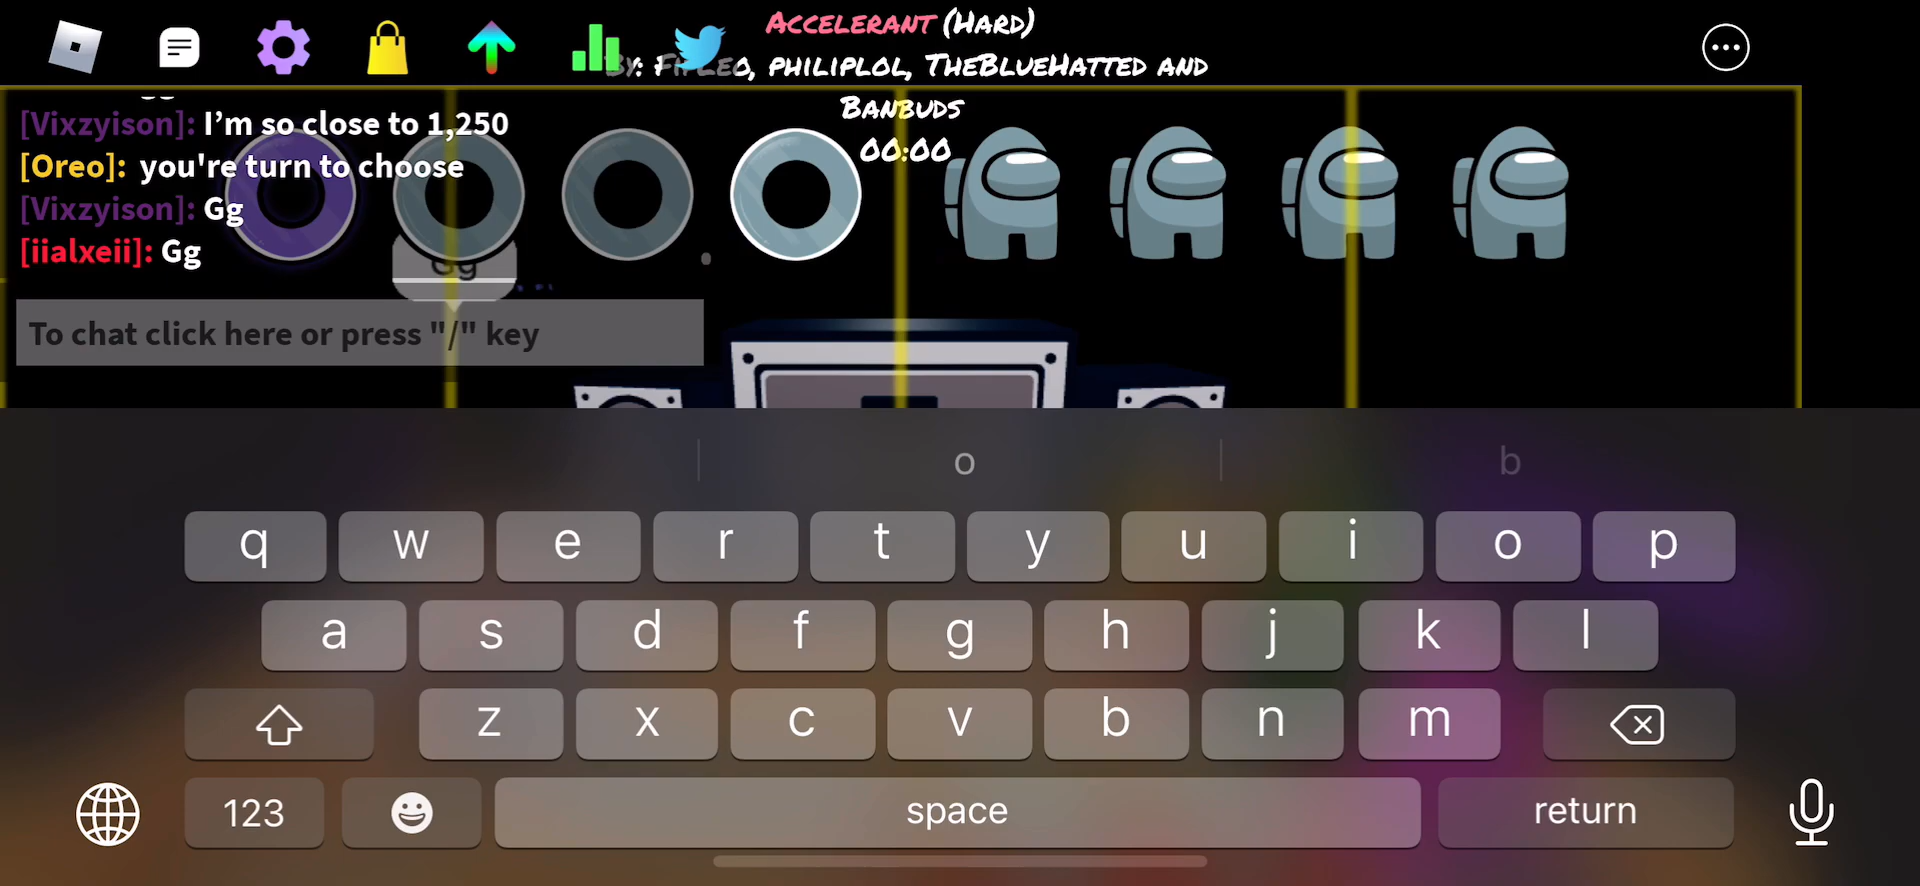 ACCELERANT (HARD)
O, PHILIPLOL, THEBLUEHATTED AND
BANBUDS
00:00
[Vixzyison]: I'm so close to 1,250
[Oreo]: you're turn to choose
[Vixzyison]: Gg
[iialxeii]: Gg
Gg
To chat click here or press "/" key
o b
q w e r t y u i o p
a s d f g h j k l
z x c v b n m
123 space return